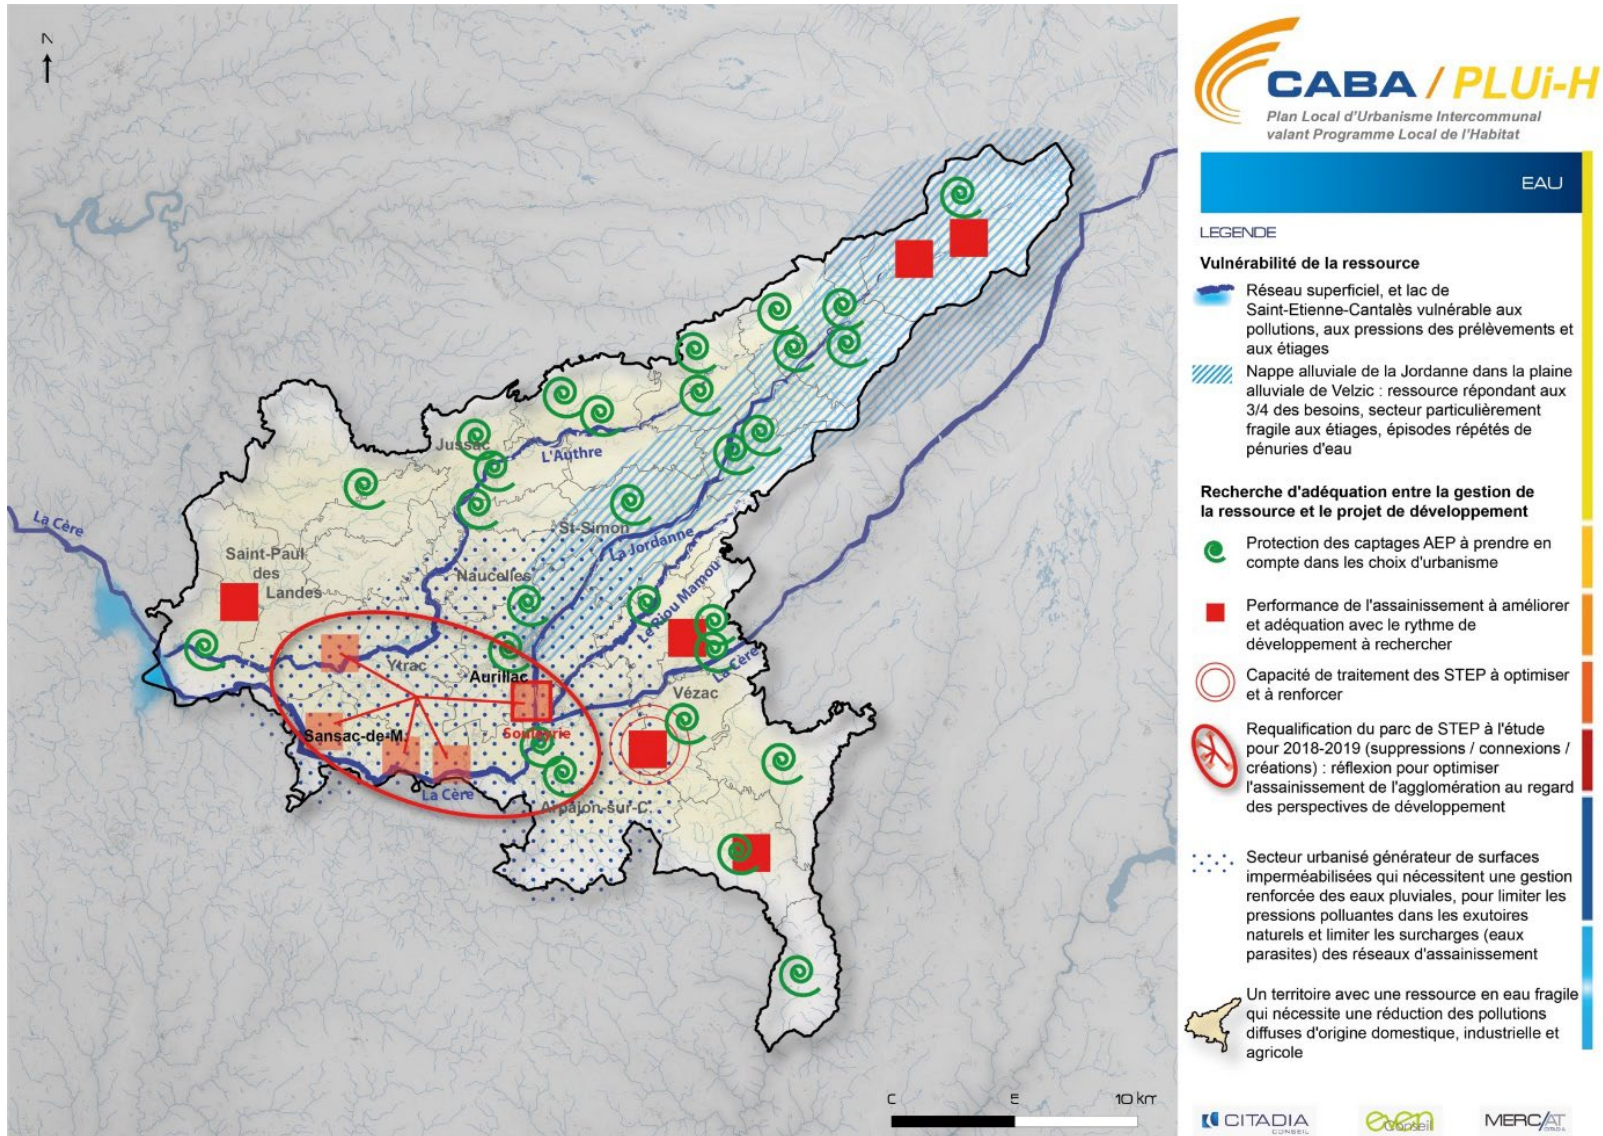 N
CABA / PLUi-H
Plan Local d'Urbanisme Intercommunal
valant Programme Local de l'Habitat
EAU
LEGENDE
Vulnérabilité de la ressource
Réseau superficiel, et lac de
Saint-Etienne-Cantalès vulnérable aux
pollutions, aux pressions des prélèvements et
aux étiages
Nappe alluviale de la Jordanne dans la plaine
alluviale de Velzic : ressource répondant aux
3/4 des besoins, secteur particulièrement
fragile aux étiages, épisodes répétés de
pénuries d'eau
Recherche d'adéquation entre la gestion de
la ressource et le projet de développement
Protection des captages AEP à prendre en
compte dans les choix d'urbanisme
Performance de l'assainissement à améliorer
et adéquation avec le rythme de
développement à rechercher
Capacité de traitement des STEP à optimiser
et à renforcer
Requalification du parc de STEP à l'étude
pour 2018-2019 (suppressions / connexions /
créations) : réflexion pour optimiser
l'assainissement de l'agglomération au regard
des perspectives de développement
Secteur urbanisé générateur de surfaces
imperméabilisées qui nécessitent une gestion
renforcée des eaux pluviales, pour limiter les
pressions polluantes dans les exutoires
naturels et limiter les surcharges (eaux
parasites) des réseaux d'assainissement
Un territoire avec une ressource en eau fragile
qui nécessite une réduction des pollutions
diffuses d'origine domestique, industrielle et
agricole
Jussac
L'Authre
La Cère
St-Simon
La Jordanne
Saint-Paul
des
Landes
Naucelles
Le Riou Mamou
Ytrac
Aurillac
La Cère
Vézac
Sansac-de-M.
Souleyrie
La Cère
Arpajon-sur-C.
10 km
CITADIA
CONSEIL
even
Conseil
MERC/AT